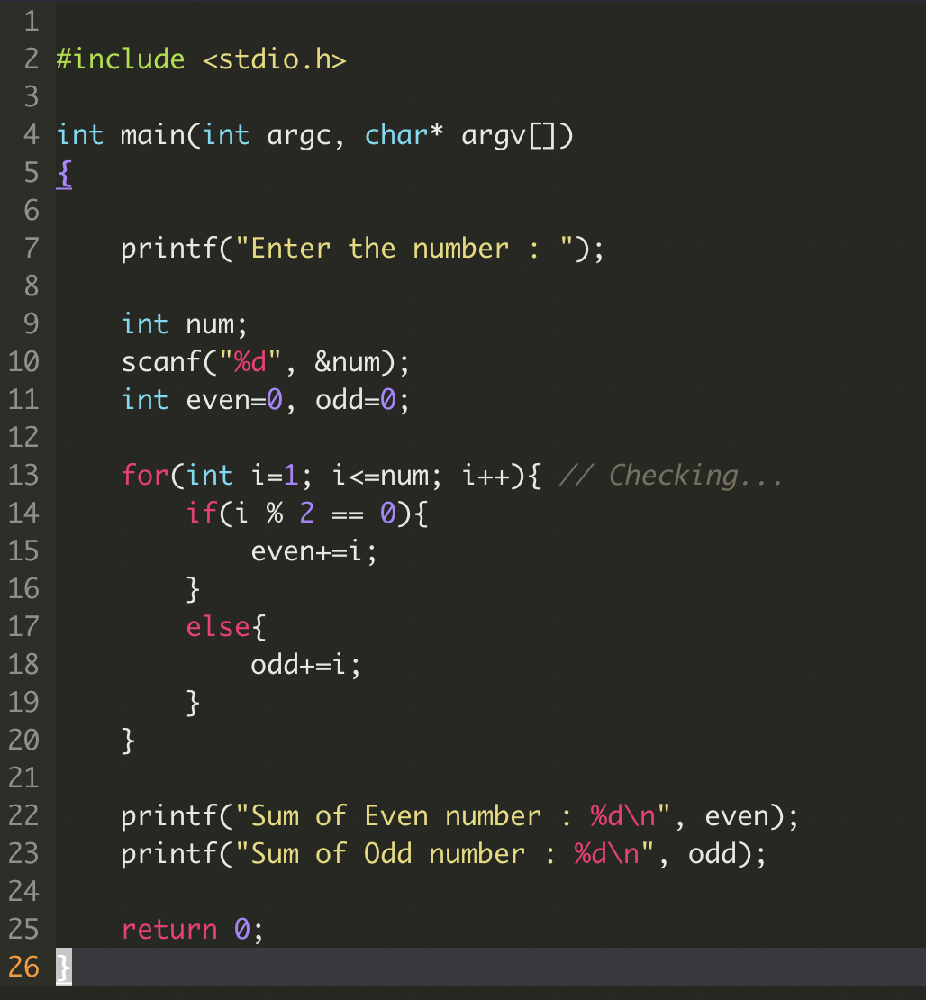 1
2 #include <stdio.h>
3
4 int main(int argc, char* argv[])
5 {
6
7     printf("Enter the number : ");
8
9     int num;
10     scanf("%d", &num);
11     int even=0, odd=0;
12
13     for(int i=1; i<=num; i++){ // Checking...
14         if(i % 2 == 0){
15             even+=i;
16         }
17         else{
18             odd+=i;
19         }
20     }
21
22     printf("Sum of Even number : %d\n", even);
23     printf("Sum of Odd number : %d\n", odd);
24
25     return 0;
26 }